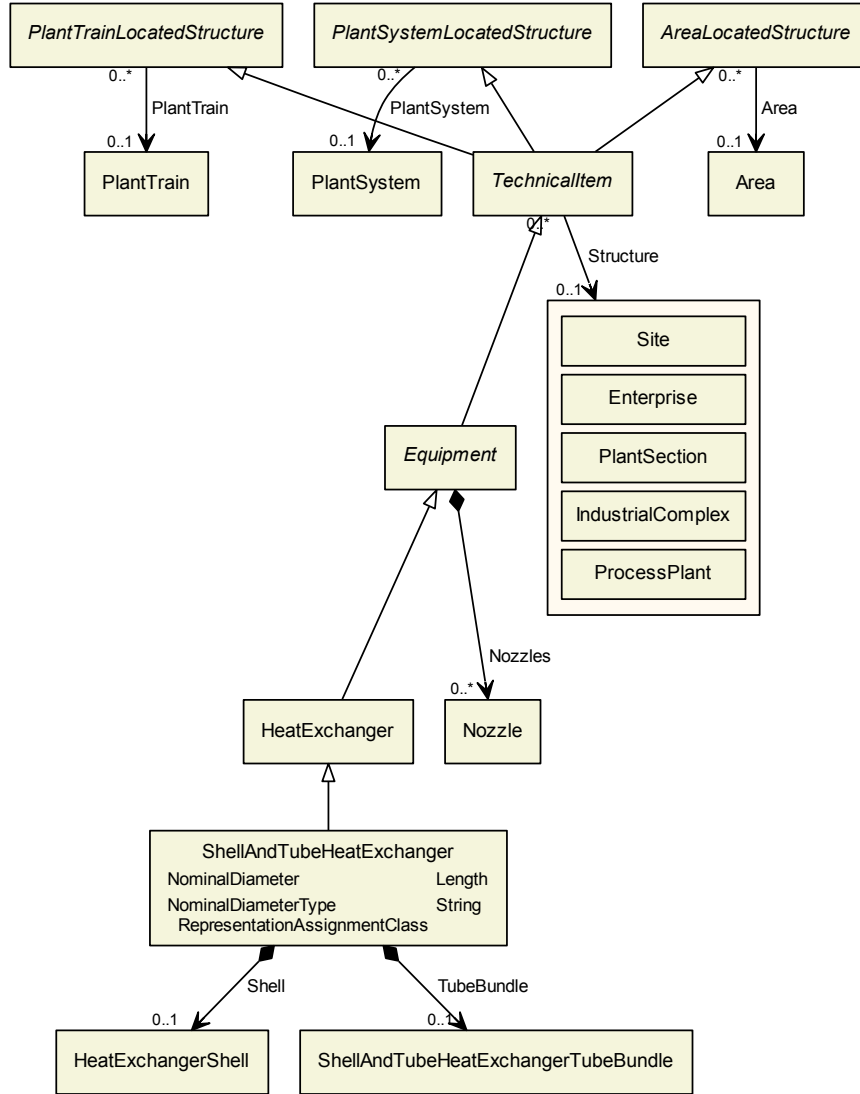 PlantTrainLocatedStructure
PlantSystemLocatedStructure
AreaLocatedStructure
0..*
0..*
0..*
PlantTrain
PlantSystem
Area
0..1
0..1
0..1
PlantTrain
PlantSystem
TechnicalItem
Area
0..*
Structure
0..1
Site
Enterprise
PlantSection
IndustrialComplex
ProcessPlant
Equipment
Nozzles
0..*
HeatExchanger
Nozzle
ShellAndTubeHeatExchanger
NominalDiameter Length
NominalDiameterType String
RepresentationAssignmentClass
Shell
TubeBundle
0..1
0..1
HeatExchangerShell
ShellAndTubeHeatExchangerTubeBundle